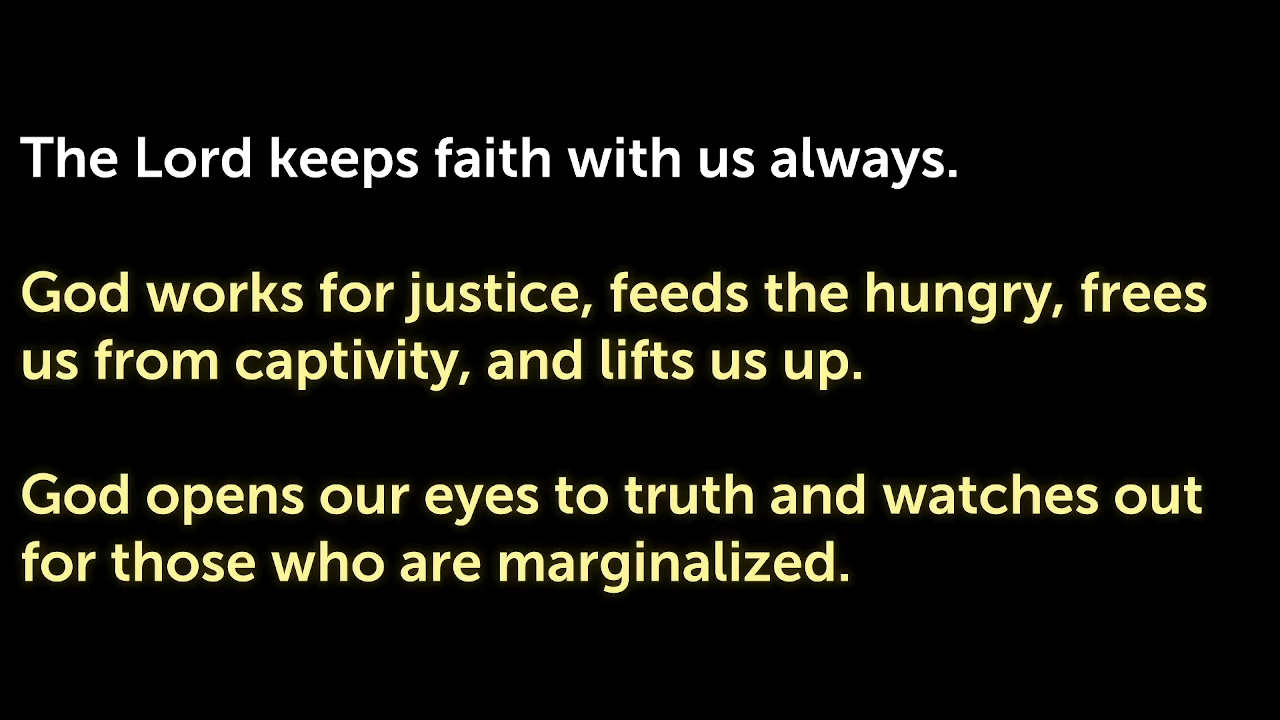 The Lord keeps faith with us always.
God works for justice, feeds the hungry, frees
us from captivity, and lifts us up.
God opens our eyes to truth and watches out
for those who are marginalized.